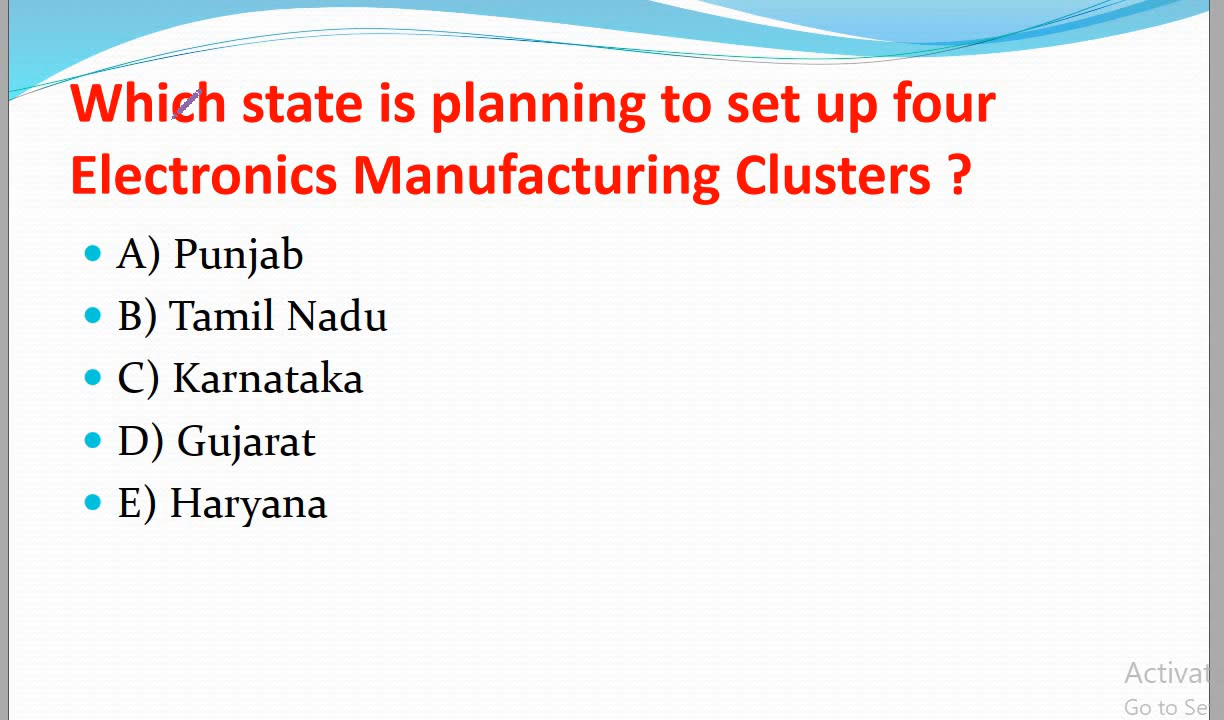 Which state is planning to set up four
Electronics Manufacturing Clusters ?
A) Punjab
B) Tamil Nadu
C) Karnataka
D) Gujarat
E) Haryana
Activat
Go to Se